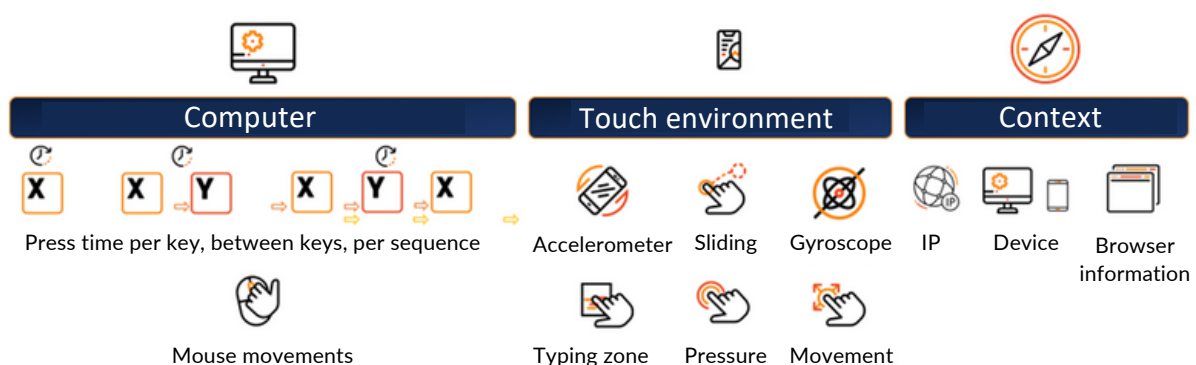 Computer
Touch environment
Context
X
X
Y
X
Y
X
Press time per key, between keys, per sequence
Accelerometer
Sliding
Gyroscope
IP
IP
Device
Browser
information
Mouse movements
Typing zone
Pressure
Movement